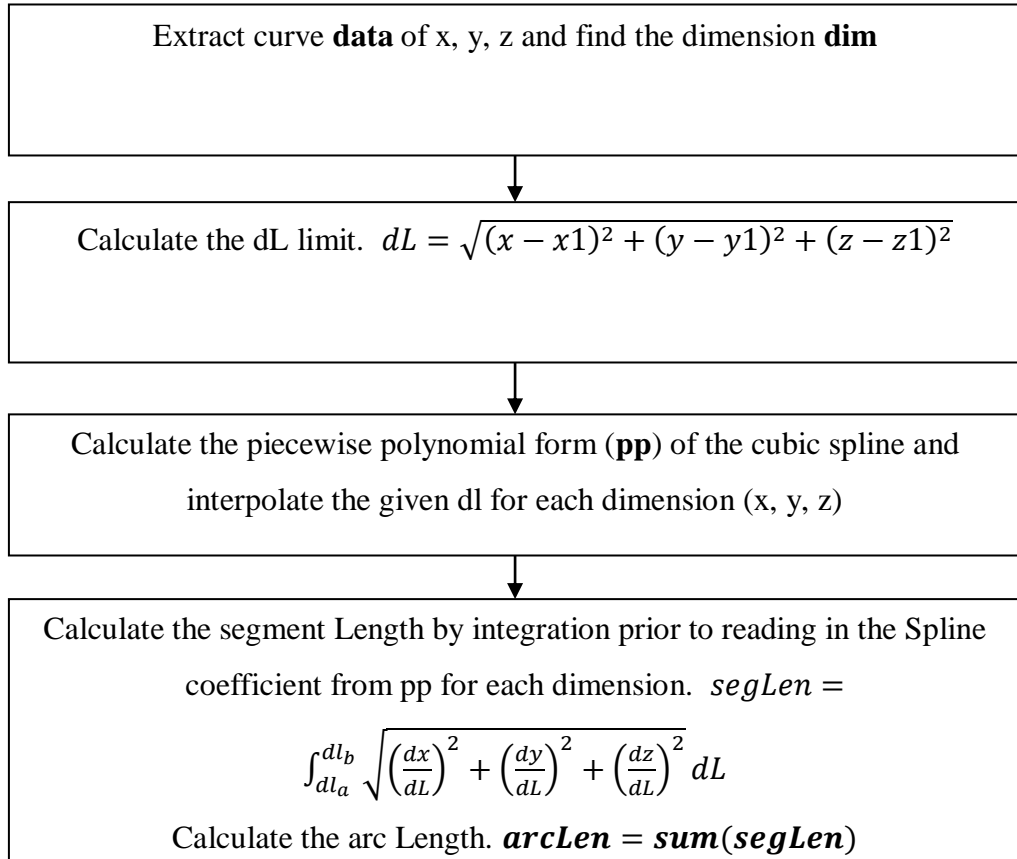 Extract curve data of x, y, z and find the dimension dim
Calculate the dL limit. dL = √((x − x1)² + (y − y1)² + (z − z1)²)
Calculate the piecewise polynomial form (pp) of the cubic spline and
interpolate the given dl for each dimension (x, y, z)
Calculate the segment Length by integration prior to reading in the Spline
coefficient from pp for each dimension. segLen =
∫_{dl_a}^{dl_b} √((dx/dL)² + (dy/dL)² + (dz/dL)²) dL
Calculate the arc Length. arcLen = sum(segLen)